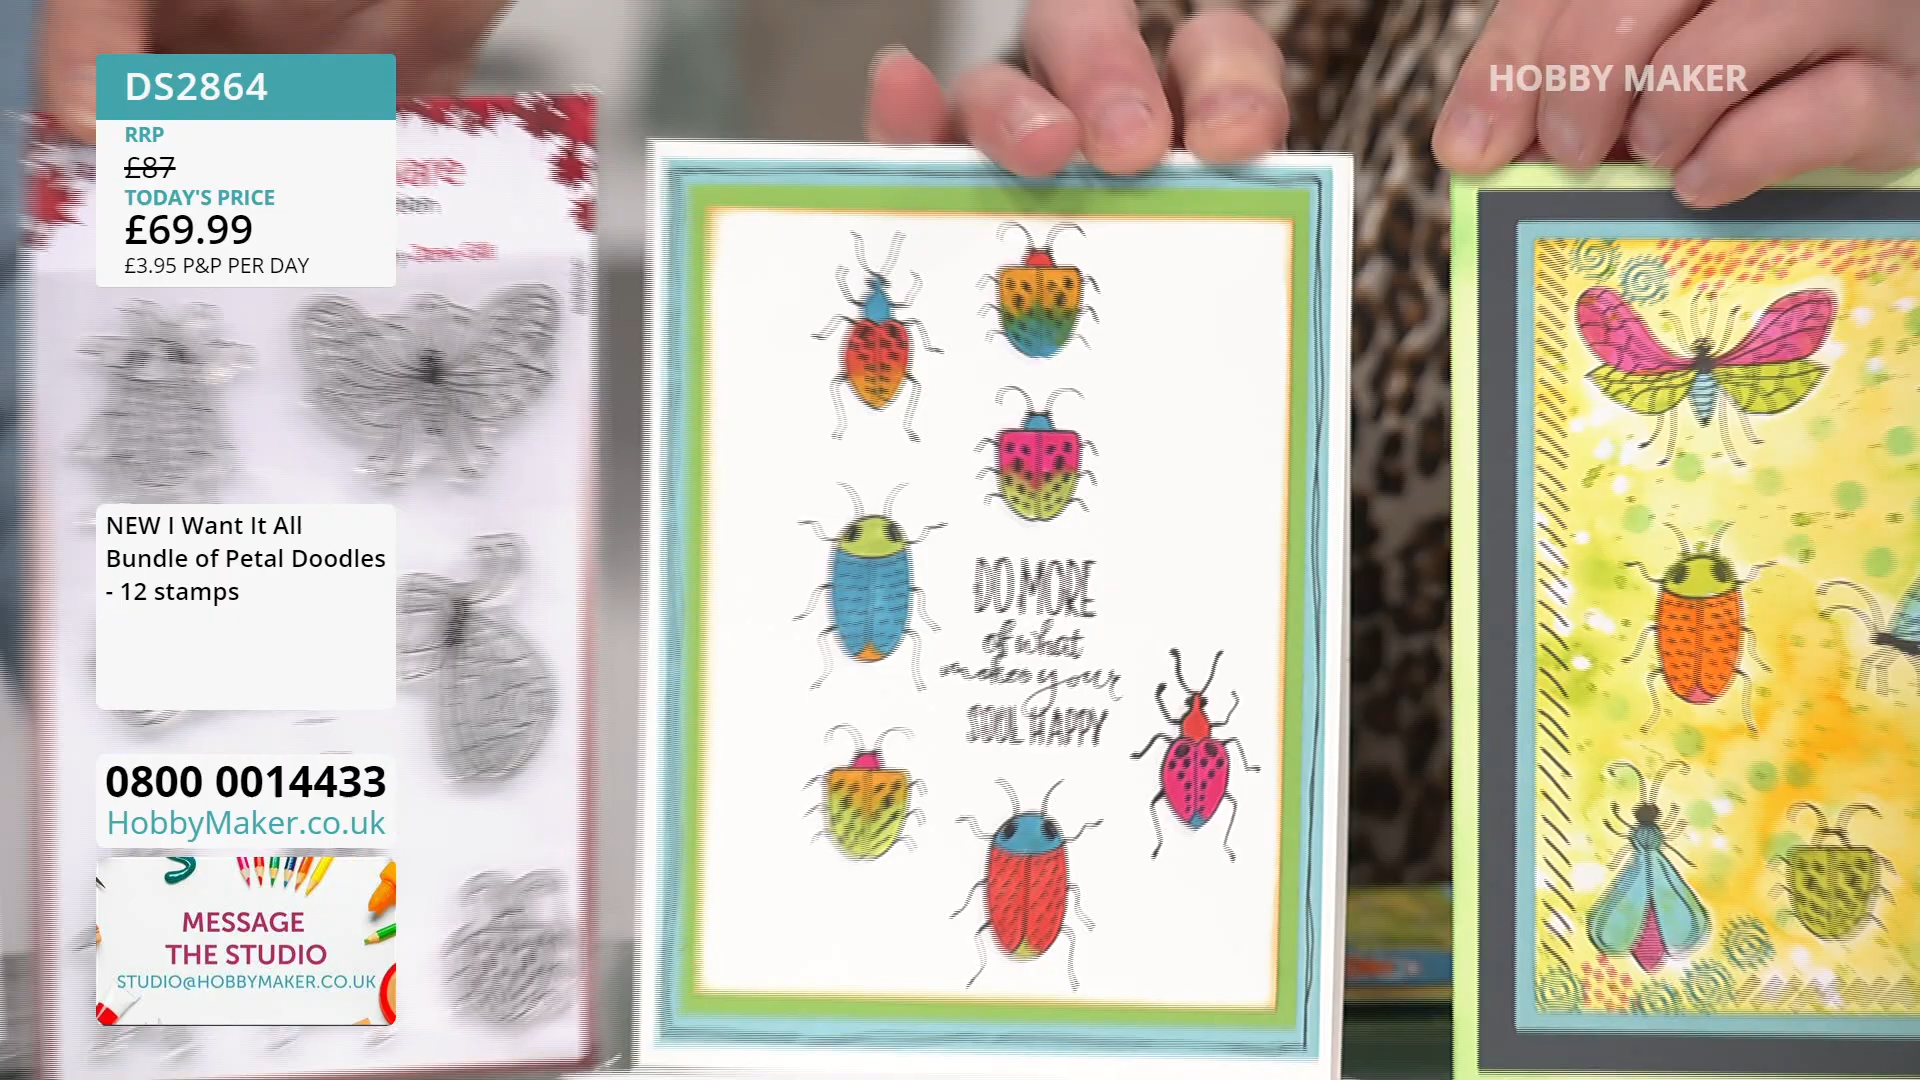 DS2864
RRP
£87
TODAY'S PRICE
£69.99
£3.95 P&P PER DAY
NEW I Want It All
Bundle of Petal Doodles
- 12 stamps
0800 0014433
HobbyMaker.co.uk
MESSAGE
THE STUDIO
STUDIO@HOBBYMAKER.CO.UK
HOBBY MAKER
DO MORE
of what
makes your
SOUL HAPPY